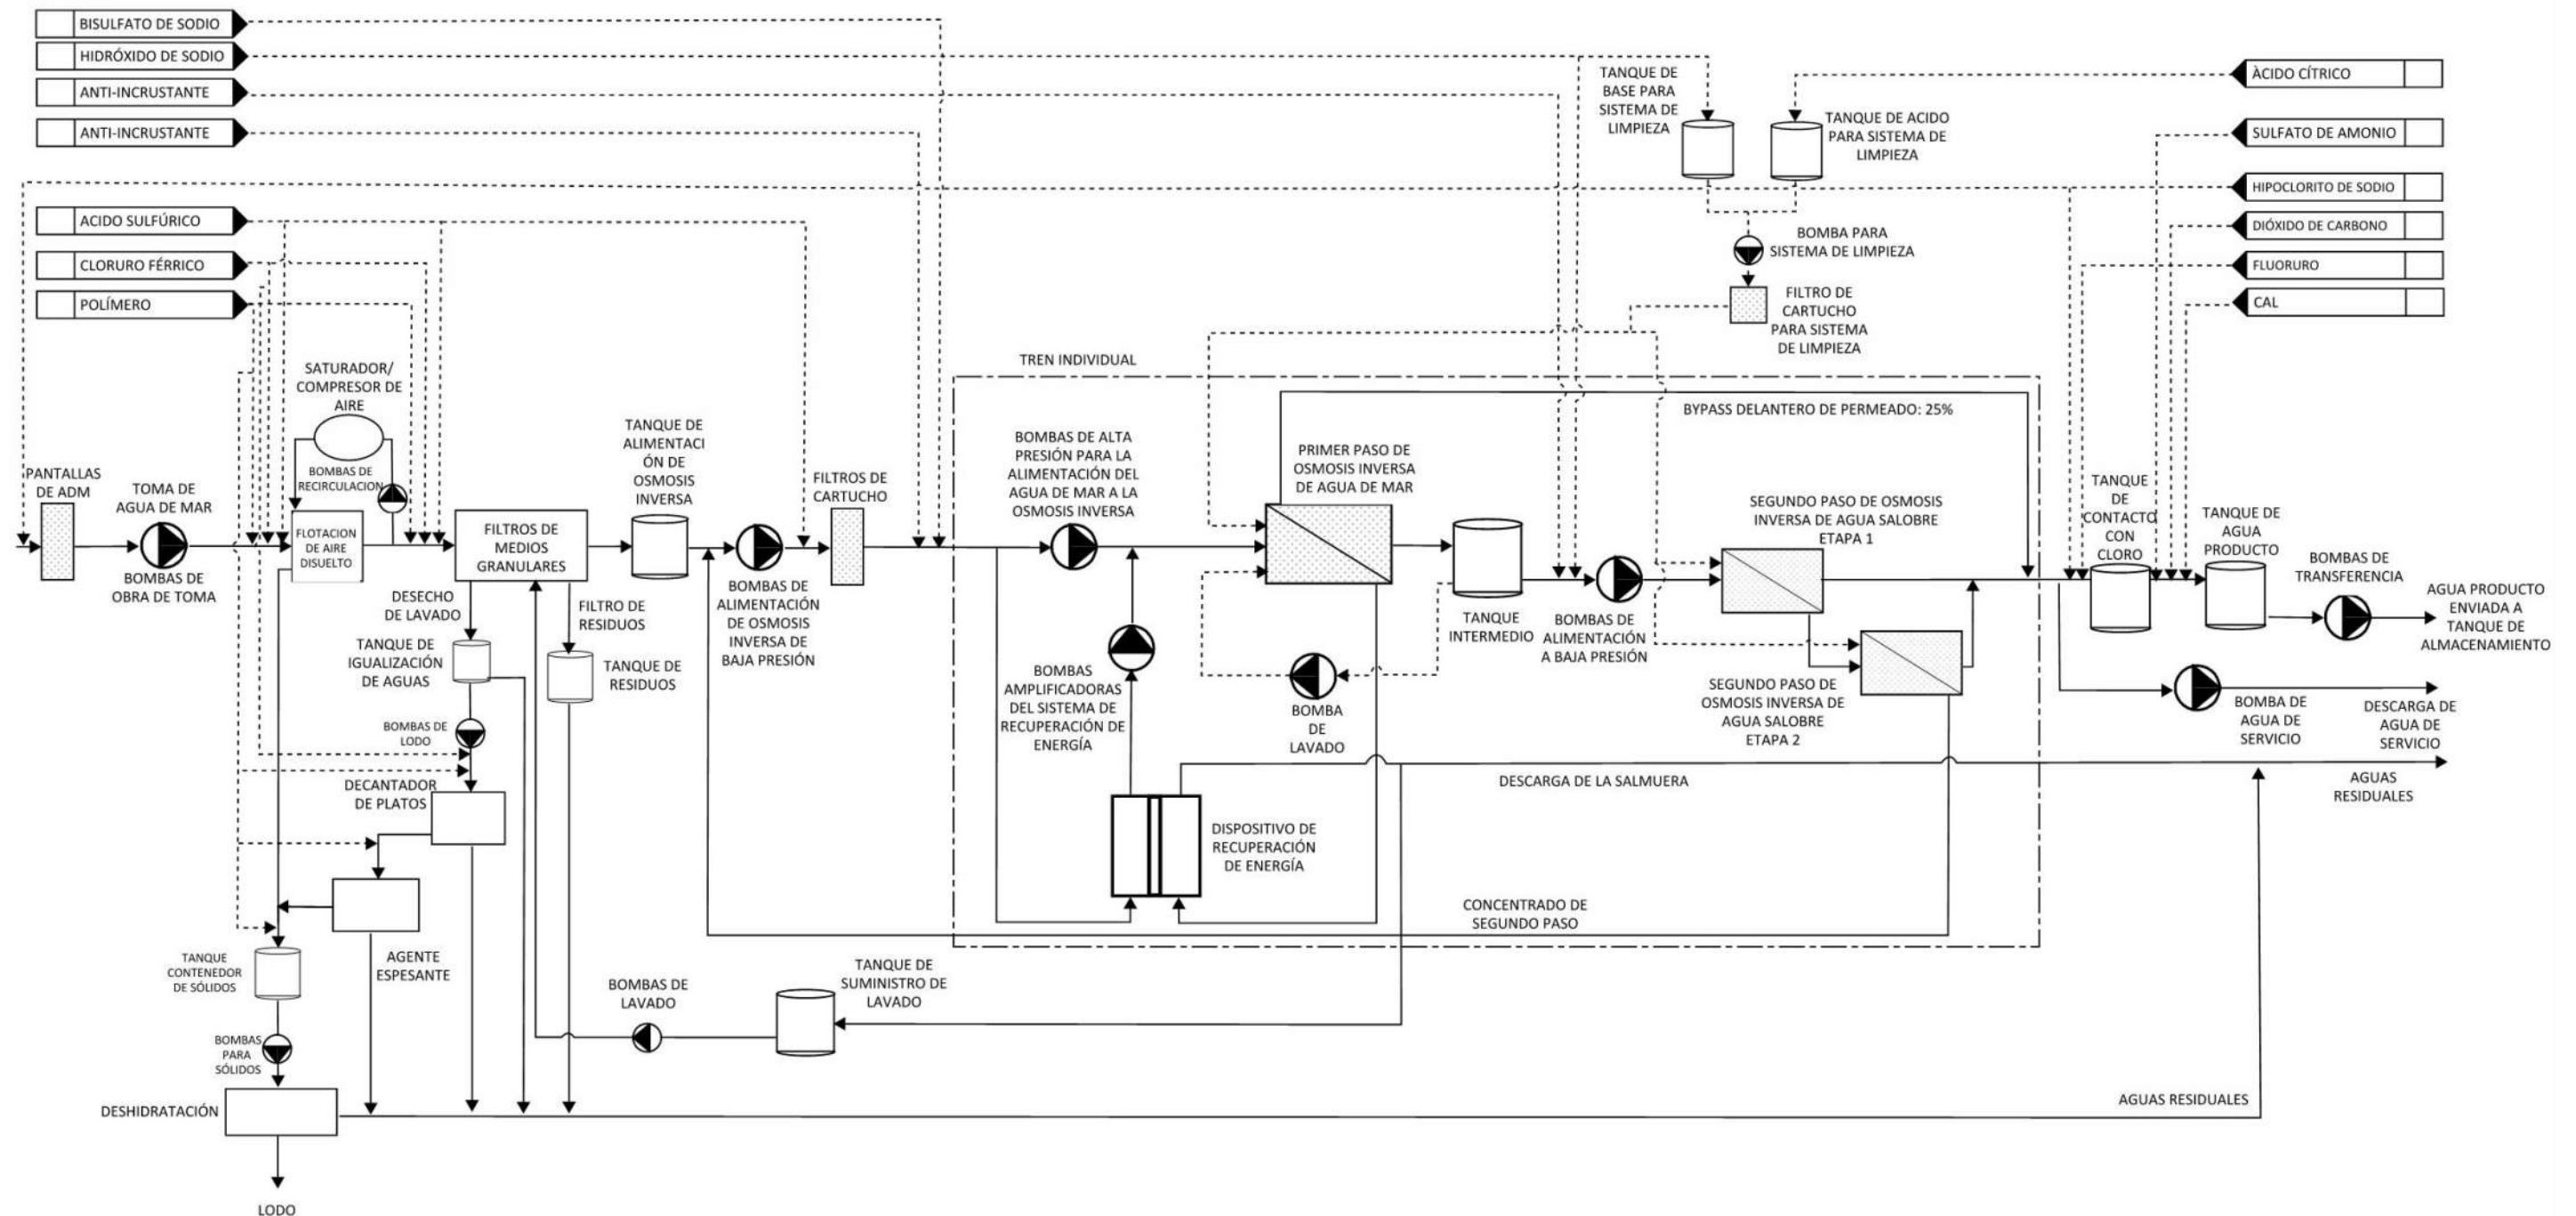 BISULFATO DE SODIO
HIDRÓXIDO DE SODIO
ANTI-INCRUSTANTE
ANTI-INCRUSTANTE
ACIDO SULFÚRICO
CLORURO FÉRRICO
POLÍMERO
ÀCIDO CÍTRICO
SULFATO DE AMONIO
HIPOCLORITO DE SODIO
DIÓXIDO DE CARBONO
FLUORURO
CAL
TANQUE DE
BASE PARA
SISTEMA DE
LIMPIEZA
TANQUE DE ACIDO
PARA SISTEMA DE
LIMPIEZA
BOMBA PARA
SISTEMA DE LIMPIEZA
FILTRO DE
CARTUCHO
PARA SISTEMA
DE LIMPIEZA
TREN INDIVIDUAL
BYPASS DELANTERO DE PERMEADO: 25%
SATURADOR/
COMPRESOR DE
AIRE
BOMBAS DE
RECIRCULACION
PANTALLAS
DE ADM
TOMA DE
AGUA DE MAR
BOMBAS DE
OBRA DE TOMA
FLOTACION
DE AIRE
DISUELTO
FILTROS DE
MEDIOS
GRANULARES
TANQUE DE
ALIMENTACI
ÓN DE
OSMOSIS
INVERSA
BOMBAS DE
ALIMENTACIÓN
DE OSMOSIS
INVERSA DE
BAJA PRESIÓN
FILTROS DE
CARTUCHO
BOMBAS DE ALTA
PRESIÓN PARA LA
ALIMENTACIÓN DEL
AGUA DE MAR A LA
OSMOSIS INVERSA
PRIMER PASO DE
OSMOSIS INVERSA
DE AGUA DE MAR
TANQUE
INTERMEDIO
BOMBAS DE
ALIMENTACIÓN
A BAJA PRESIÓN
SEGUNDO PASO DE OSMOSIS
INVERSA DE AGUA SALOBRE
ETAPA 1
SEGUNDO PASO DE
OSMOSIS INVERSA DE
AGUA SALOBRE
ETAPA 2
TANQUE
DE
CONTACTO
CON
CLORO
TANQUE DE
AGUA
PRODUCTO
BOMBAS DE
TRANSFERENCIA
AGUA PRODUCTO
ENVIADA A
TANQUE DE
ALMACENAMIENTO
BOMBA DE
AGUA DE
SERVICIO
DESCARGA DE
AGUA DE
SERVICIO
AGUAS
RESIDUALES
DESECHO
DE LAVADO
FILTRO DE
RESIDUOS
TANQUE DE
IGUALIZACIÓN
DE AGUAS
TANQUE DE
RESIDUOS
BOMBAS DE
LODO
DECANTADOR
DE PLATOS
BOMBAS
AMPLIFICADORAS
DEL SISTEMA DE
RECUPERACIÓN DE
ENERGÍA
BOMBA
DE
LAVADO
DESCARGA DE LA SALMUERA
DISPOSITIVO DE
RECUPERACIÓN
DE ENERGÍA
CONCENTRADO DE
SEGUNDO PASO
AGENTE
ESPESANTE
TANQUE
CONTENEDOR
DE SÓLIDOS
BOMBAS DE
LAVADO
TANQUE DE
SUMINISTRO DE
LAVADO
BOMBAS
PARA
SÓLIDOS
DESHIDRATACIÓN
AGUAS RESIDUALES
LODO